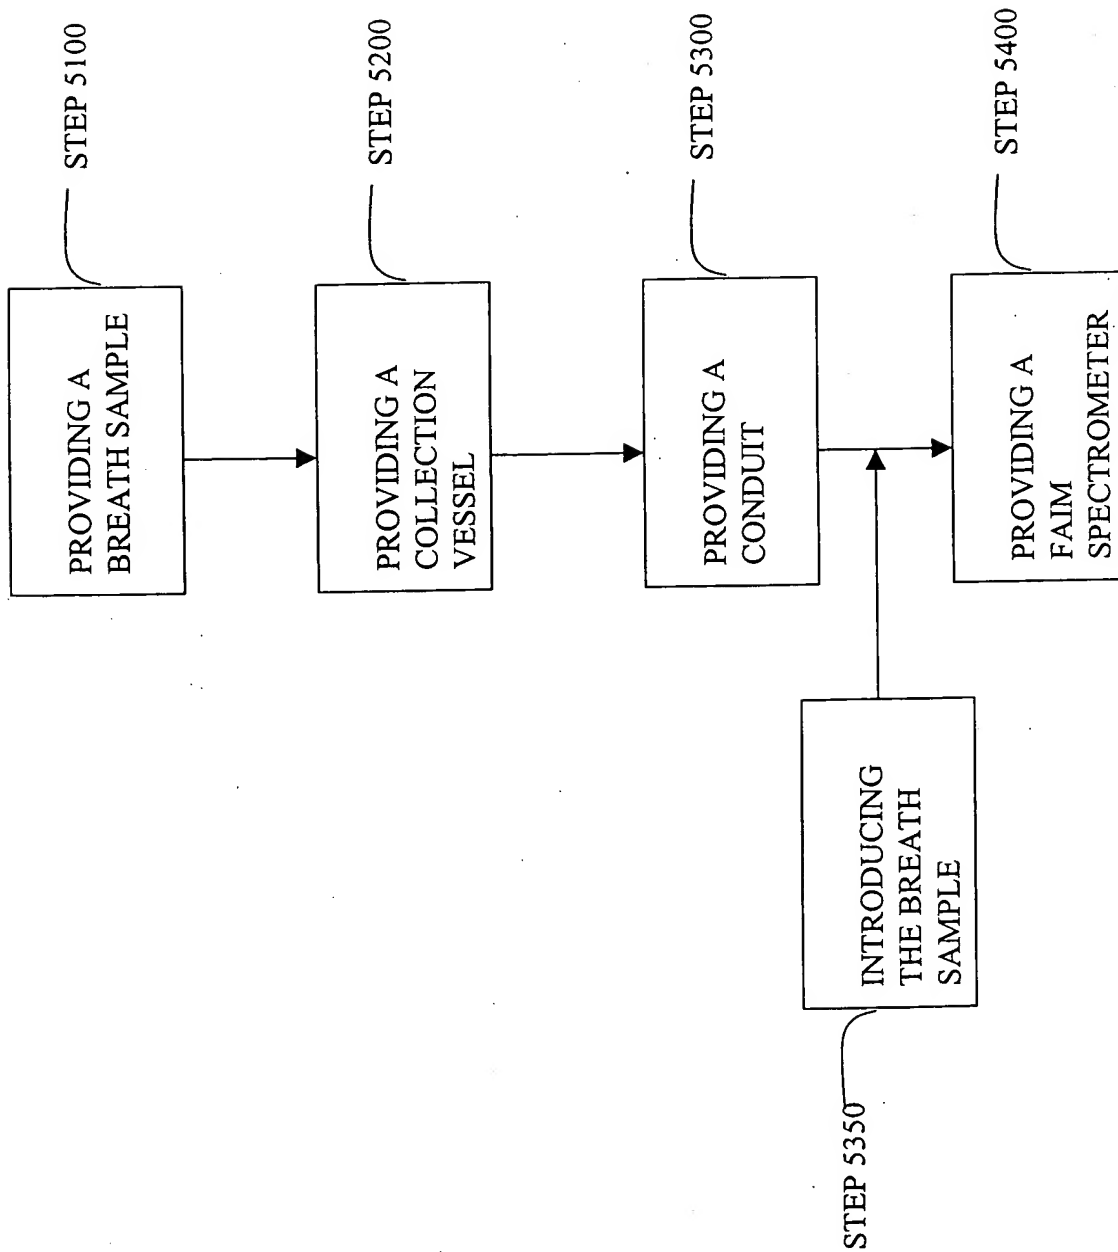 PROVIDING A
BREATH SAMPLE
STEP 5100
PROVIDING A
COLLECTION
VESSEL
STEP 5200
PROVIDING A
CONDUIT
STEP 5300
INTRODUCING
THE BREATH
SAMPLE
STEP 5350
PROVIDING A
FAIM
SPECTROMETER
STEP 5400